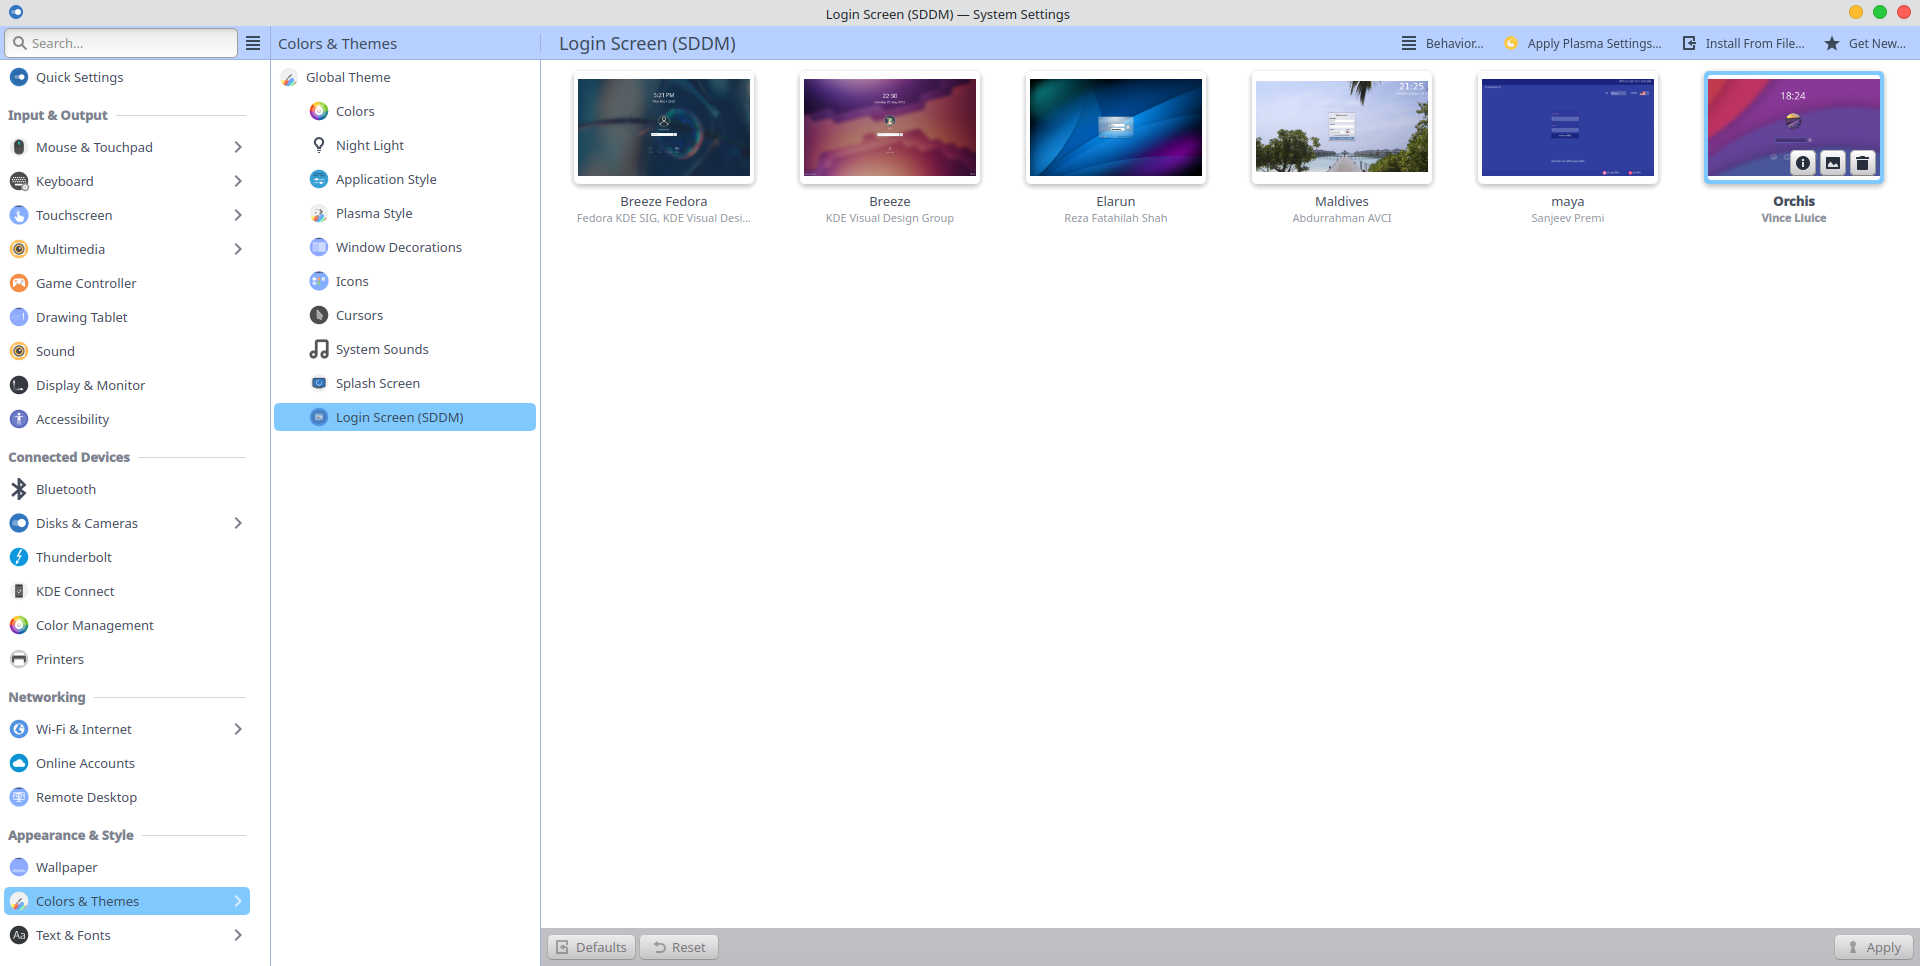 Login Screen (SDDM) — System Settings
Search...
Colors & Themes
Login Screen (SDDM)
Behavior...
Apply Plasma Settings...
Install From File...
Get New...
Quick Settings
Input & Output
Mouse & Touchpad
Keyboard
Touchscreen
Multimedia
Game Controller
Drawing Tablet
Sound
Display & Monitor
Accessibility
Connected Devices
Bluetooth
Disks & Cameras
Thunderbolt
KDE Connect
Color Management
Printers
Networking
Wi-Fi & Internet
Online Accounts
Remote Desktop
Appearance & Style
Wallpaper
Colors & Themes
Aa
Text & Fonts
Global Theme
Colors
Night Light
Application Style
Plasma Style
Window Decorations
Icons
Cursors
System Sounds
Splash Screen
Login Screen (SDDM)
5:21 PM
Breeze Fedora
Fedora KDE SIG, KDE Visual Desi...
22:30
Breeze
KDE Visual Design Group
Elarun
Reza Fatahilah Shah
21:25
Maldives
Abdurrahman AVCI
maya
Sanjeev Premi
18:24
Orchis
Vince Liuice
Defaults
Reset
Apply